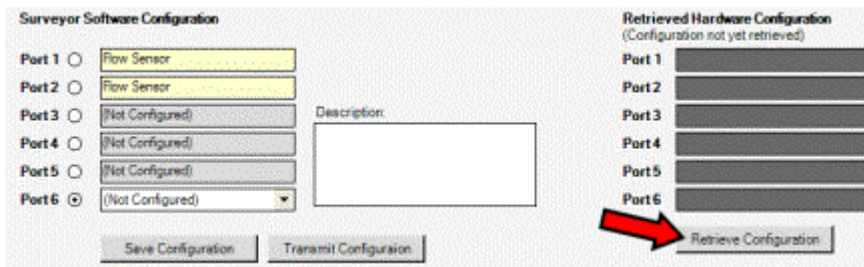 Surveyor Software Configuration
Port 1 Flow Sensor
Port 2 Flow Sensor
Port 3 (Not Configured)
Port 4 (Not Configured)
Port 5 (Not Configured)
Port 6 (Not Configured)
Description:
Save Configuration Transmit Configuraion
Retrieved Hardware Configuration
(Configuration not yet retrieved)
Port 1
Port 2
Port 3
Port 4
Port 5
Port 6
Retrieve Configuration